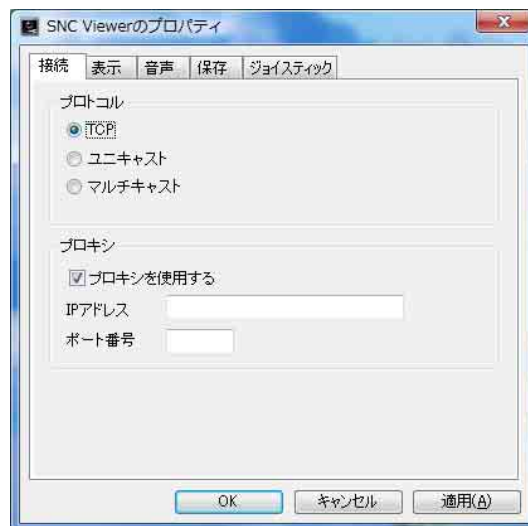 SNC Viewerのプロパティ
接続 表示 音声 保存 ジョイスティック
プロトコル
TCP
ユニキャスト
マルチキャスト
プロキシ
プロキシを使用する
IPアドレス
ポート番号
OK キャンセル 適用(A)